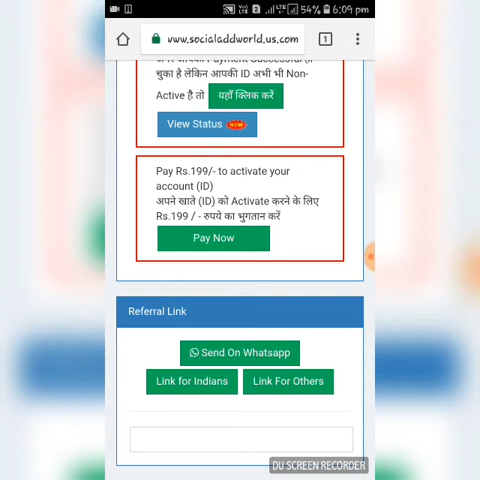 54% 6:09 pm
www.socialaddworld.us.com
1
चुका है लेकिन आपकी ID अभी भी Non-
Active है तो यहाँ क्लिक करें
View Status NEW
Pay Rs.199/- to activate your
account (ID)
अपने खाते (ID) को Activate करने के लिए
Rs.199 / - रुपये का भुगतान करें
Pay Now
Referral Link
Send On Whatsapp
Link for Indians Link For Others
DU SCREEN RECORDER